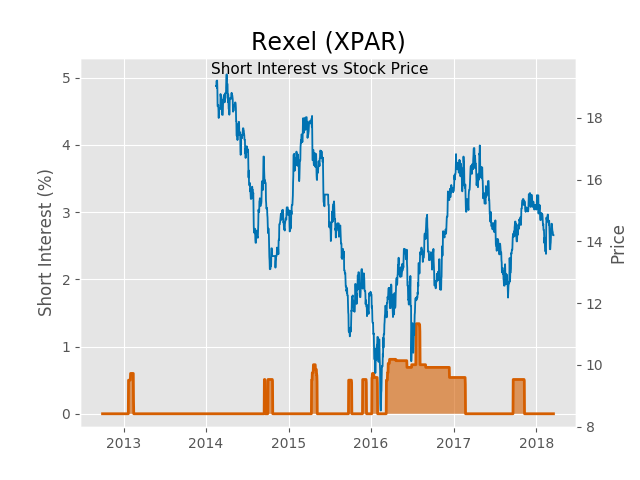 Rexel (XPAR)
Short Interest vs Stock Price
Short Interest (%)
5
4
3
2
1
0
18
16
14
12
10
8
Price
2013 2014 2015 2016 2017 2018